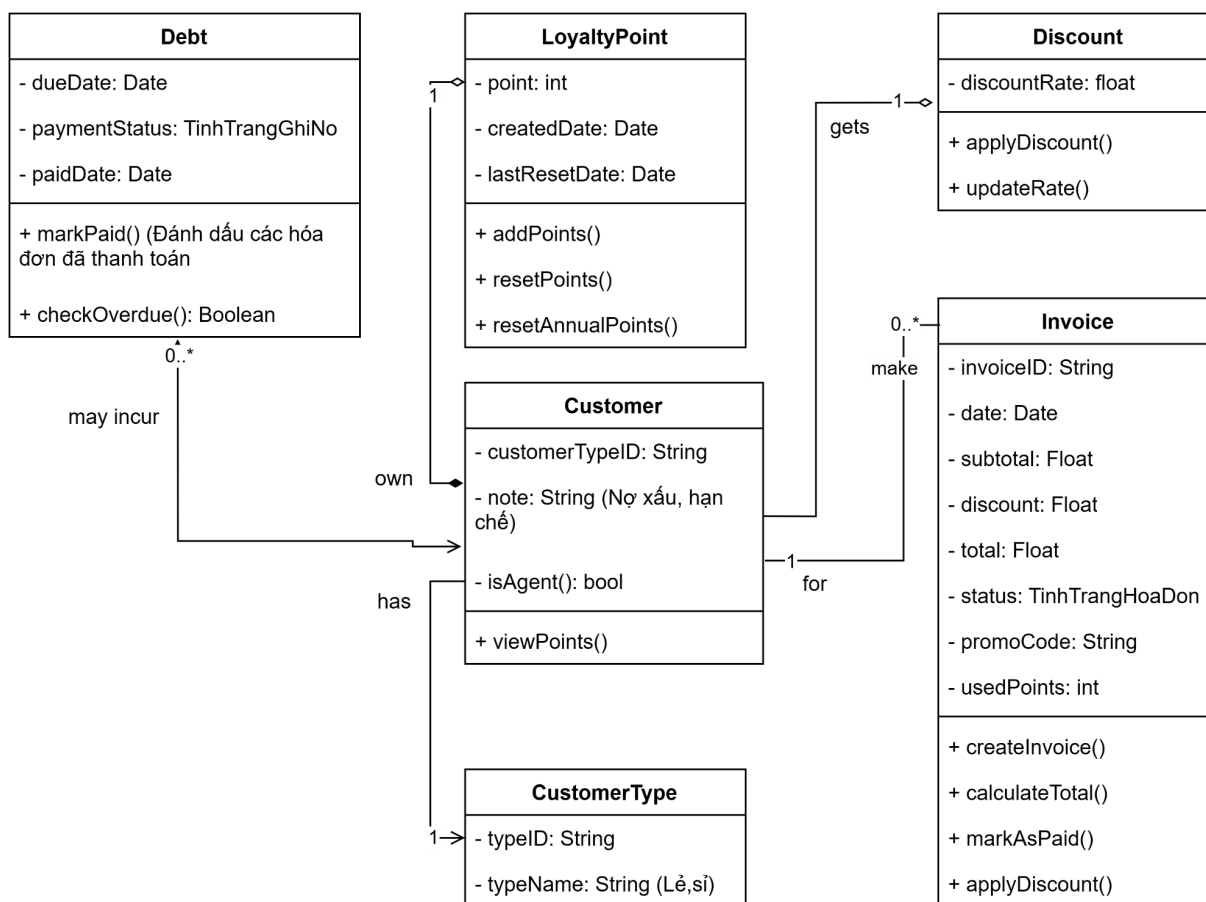 Debt
- dueDate: Date
- paymentStatus: TinhTrangGhiNo
- paidDate: Date
+ markPaid() (Đánh dấu các hóa
đơn đã thanh toán
+ checkOverdue(): Boolean
0..*
may incur
LoyaltyPoint
- point: int
- createdDate: Date
- lastResetDate: Date
+ addPoints()
+ resetPoints()
+ resetAnnualPoints()
1
own
Discount
- discountRate: float
+ applyDiscount()
+ updateRate()
1
gets
Customer
- customerTypeID: String
- note: String (Nợ xấu, hạn
chế)
- isAgent(): bool
+ viewPoints()
has
1
for
make
0..*
Invoice
- invoiceID: String
- date: Date
- subtotal: Float
- discount: Float
- total: Float
- status: TinhTrangHoaDon
- promoCode: String
- usedPoints: int
+ createInvoice()
+ calculateTotal()
+ markAsPaid()
+ applyDiscount()
1
CustomerType
- typeID: String
- typeName: String (Lẻ,sỉ)